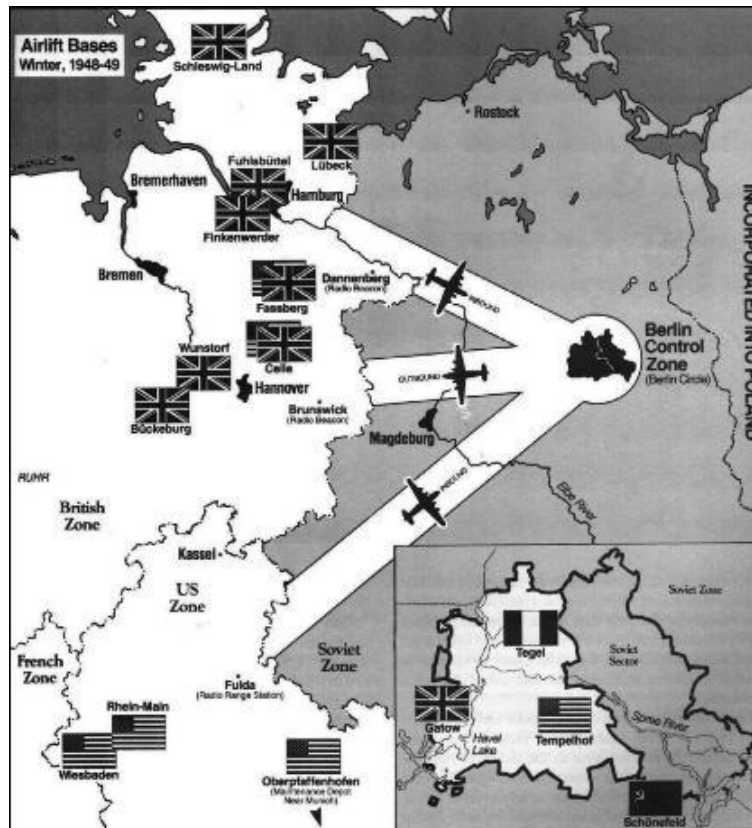 Airlift Bases
Winter, 1948-49
Schleswig-Land
Rostock
Lübeck
Fuhlsbüttel
Hamburg
Bremerhaven
Finkenwerder
INCORPORATED INTO POLAND
Bremen
Dannenberg
(Radio Beacon)
INBOUND
Fassberg
Berlin
Control
Zone
(Berlin Circle)
Wunstorf
Celle
OUTBOUND
Hannover
Brunswick
(Radio Beacon)
Bückeburg
Magdeburg
RUHR
INBOUND
Elbe River
British
Zone
Kassel
US
Zone
Soviet
Zone
French
Zone
Fulda
(Radio Range Station)
Rhein-Main
Wiesbaden
Oberpfaffenhofen
(Maintenance Depot
Near Munich)
Soviet Zone
Tegel
Soviet
Sector
Gatow
Havel
Lake
Tempelhof
Spree River
Schönefeld